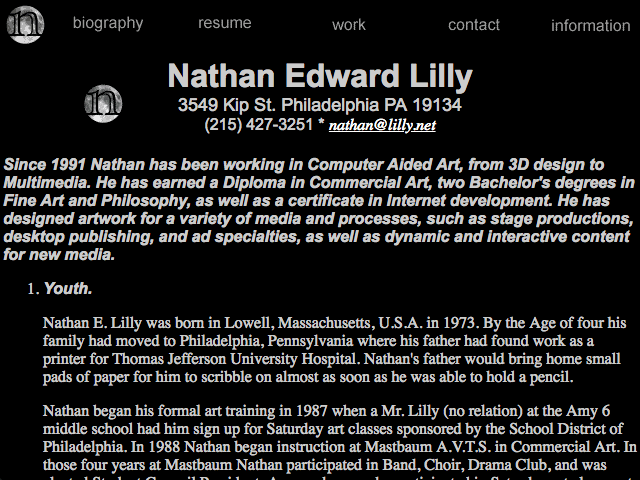 n
biography resume work contact information
Nathan Edward Lilly
n
3549 Kip St. Philadelphia PA 19134
(215) 427-3251 * nathan@lilly.net
Since 1991 Nathan has been working in Computer Aided Art, from 3D design to
Multimedia. He has earned a Diploma in Commercial Art, two Bachelor's degrees in
Fine Art and Philosophy, as well as a certificate in Internet development. He has
designed artwork for a variety of media and processes, such as stage productions,
desktop publishing, and ad specialties, as well as dynamic and interactive content
for new media.
1. Youth.
Nathan E. Lilly was born in Lowell, Massachusetts, U.S.A. in 1973. By the Age of four his
family had moved to Philadelphia, Pennsylvania where his father had found work as a
printer for Thomas Jefferson University Hospital. Nathan's father would bring home small
pads of paper for him to scribble on almost as soon as he was able to hold a pencil.
Nathan began his formal art training in 1987 when a Mr. Lilly (no relation) at the Amy 6
middle school had him sign up for Saturday art classes sponsored by the School District of
Philadelphia. In 1988 Nathan began instruction at Mastbaum A.V.T.S. in Commercial Art. In
those four years at Mastbaum Nathan participated in Band, Choir, Drama Club, and was